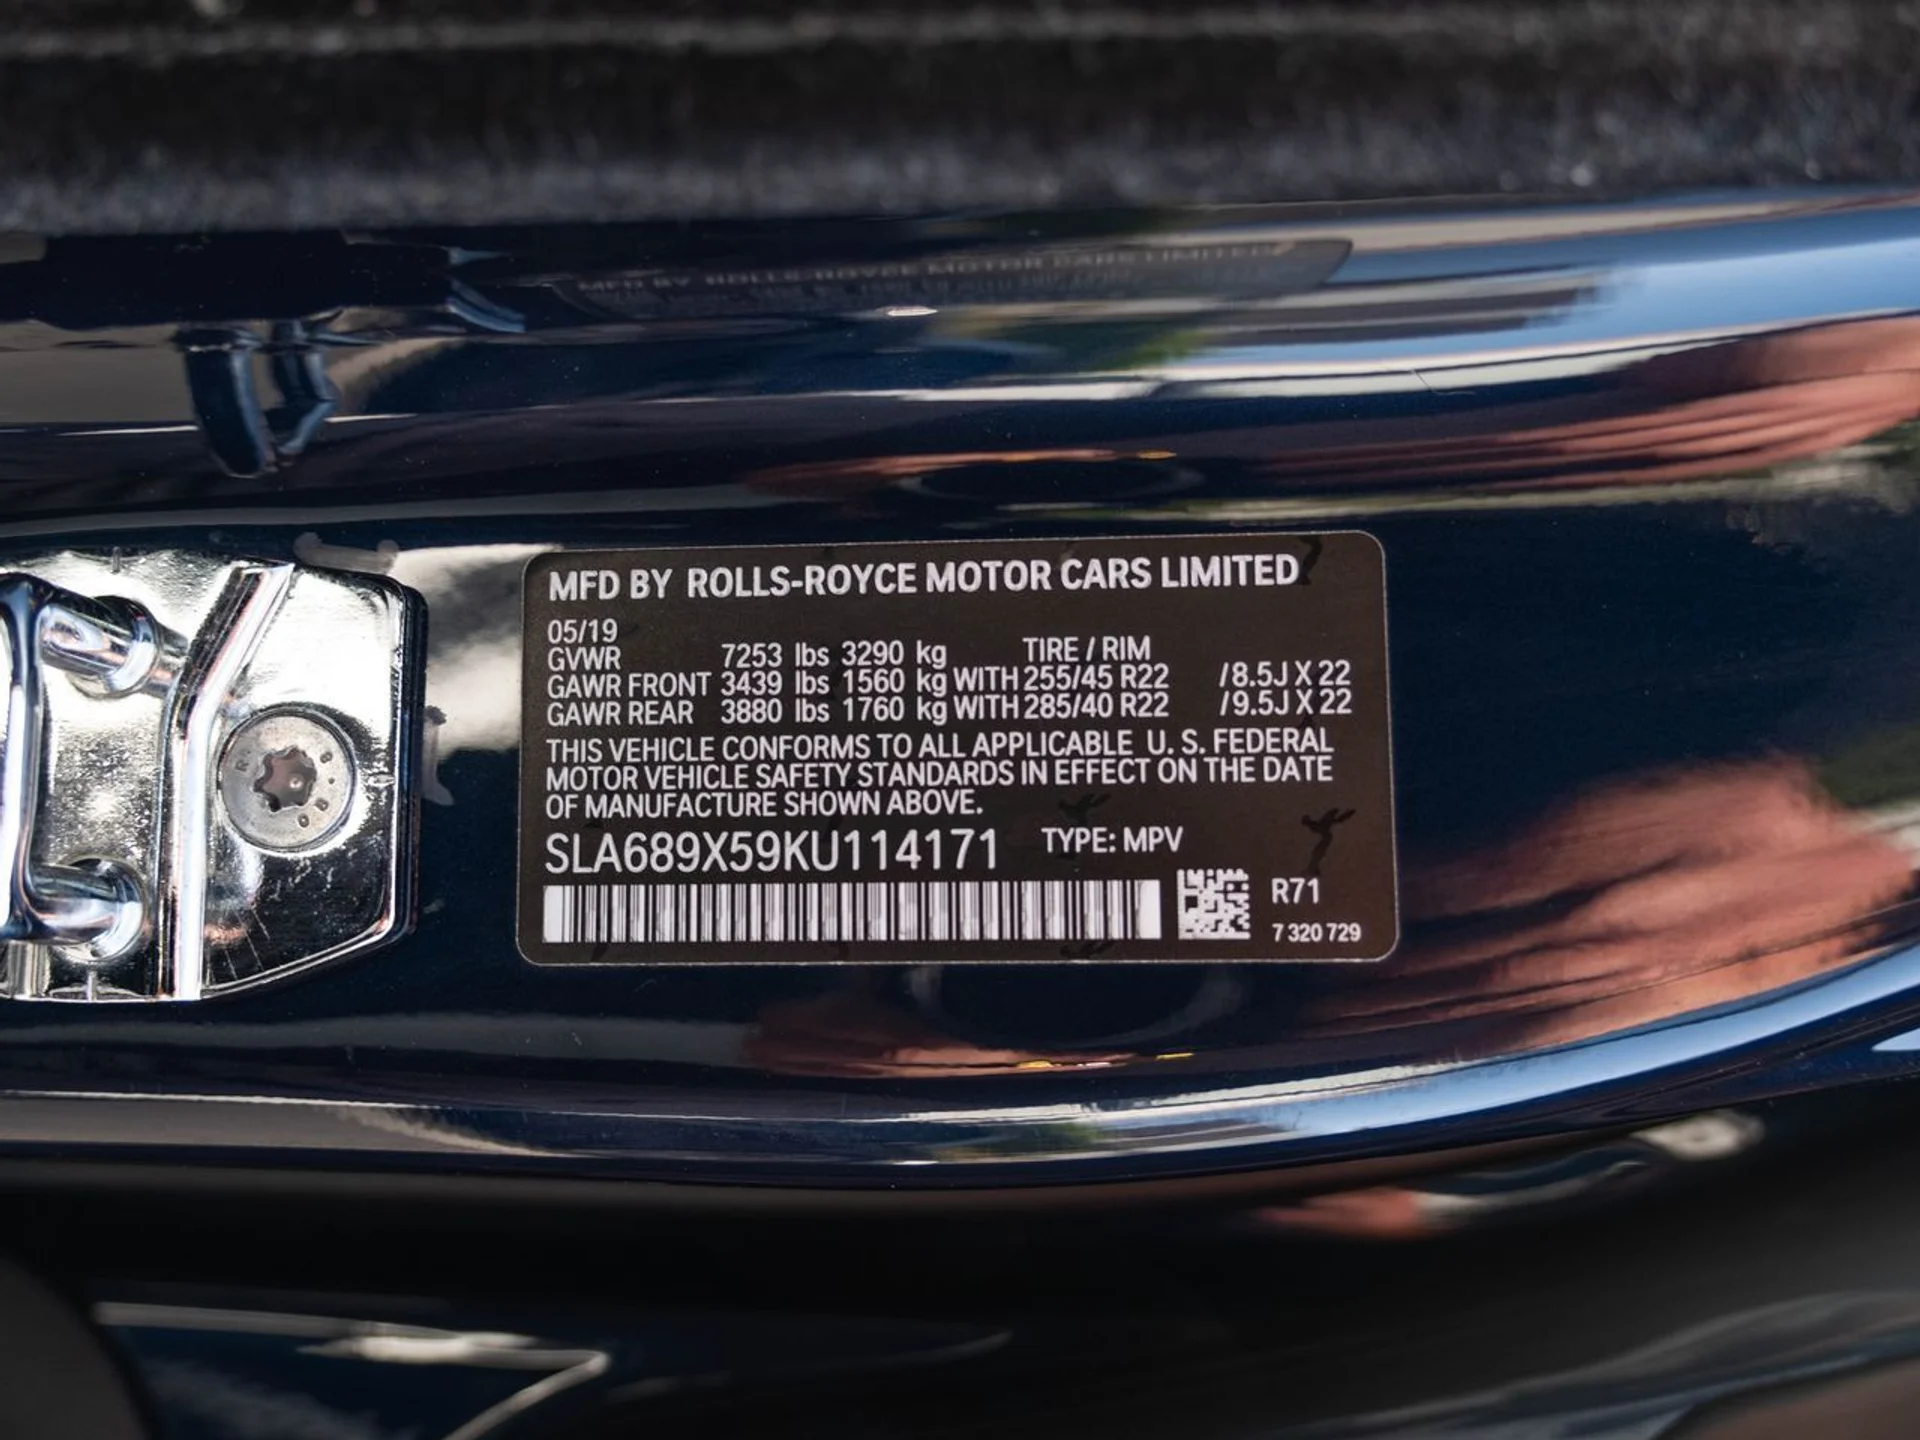 MFD BY ROLLS-ROYCE MOTOR CARS LIMITED
05/19
GVWR 7253 lbs 3290 kg TIRE / RIM
GAWR FRONT 3439 lbs 1560 kg WITH 255/45 R22 /8.5J X 22
GAWR REAR 3880 lbs 1760 kg WITH 285/40 R22 /9.5J X 22
THIS VEHICLE CONFORMS TO ALL APPLICABLE U. S. FEDERAL
MOTOR VEHICLE SAFETY STANDARDS IN EFFECT ON THE DATE
OF MANUFACTURE SHOWN ABOVE.
SLA689X59KU114171 TYPE: MPV
R71
7 320 729